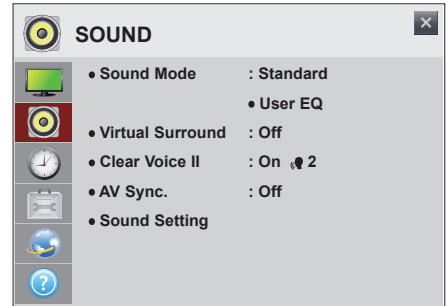 SOUND
• Sound Mode : Standard
• User EQ
• Virtual Surround : Off
• Clear Voice II : On 2
• AV Sync. : Off
• Sound Setting
?